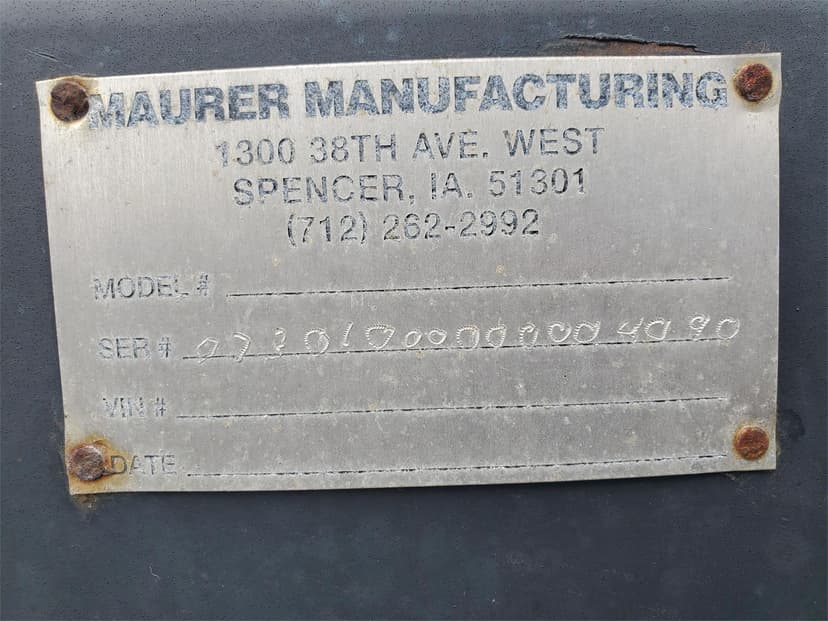 MAURER MANUFACTURING
1300 38TH AVE. WEST
SPENCER, IA. 51301
(712) 262-2992
MODEL #
SER #
VIN #
DATE